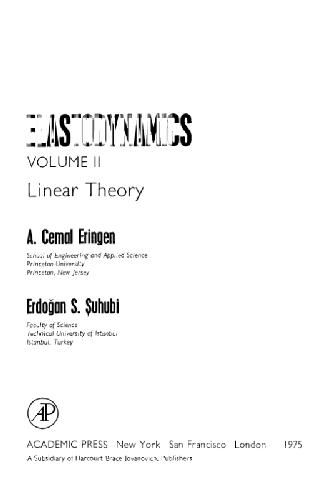 ELASTODYNAMICS
VOLUME II
Linear Theory
A. Cemal Eringen
School of Engineering and Applied Science
Princeton University
Princeton, New Jersey
Erdoğan S. Şuhubi
Faculty of Science
Technical University of Istanbul
Istanbul, Turkey
AP
ACADEMIC PRESS New York San Francisco London 1975
A Subsidiary of Harcourt Brace Jovanovich, Publishers